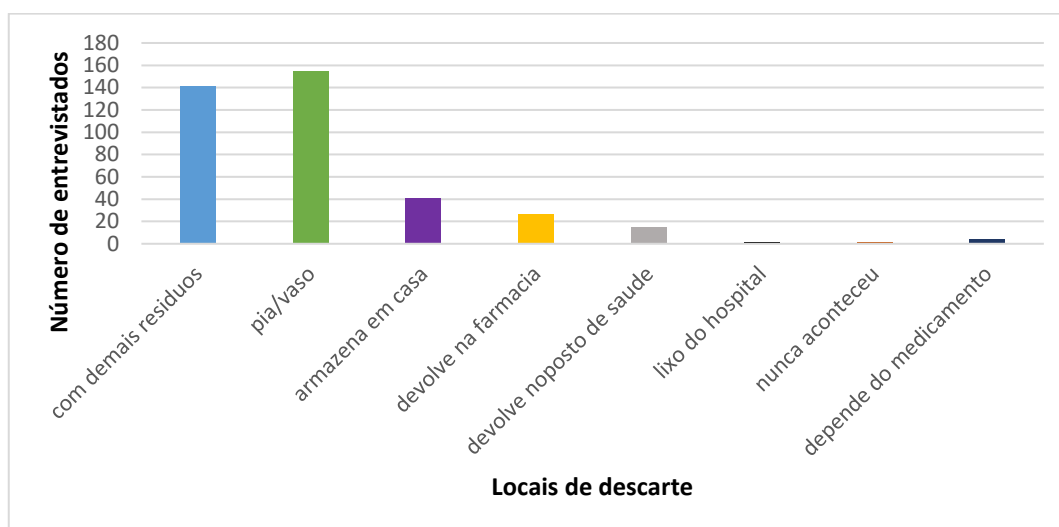 Número de entrevistados
180
160
140
120
100
80
60
40
20
0
com demais residuos
pia/vaso
armazena em casa
devolve na farmacia
devolve noposto de saude
lixo do hospital
nunca aconteceu
depende do medicamento
Locais de descarte